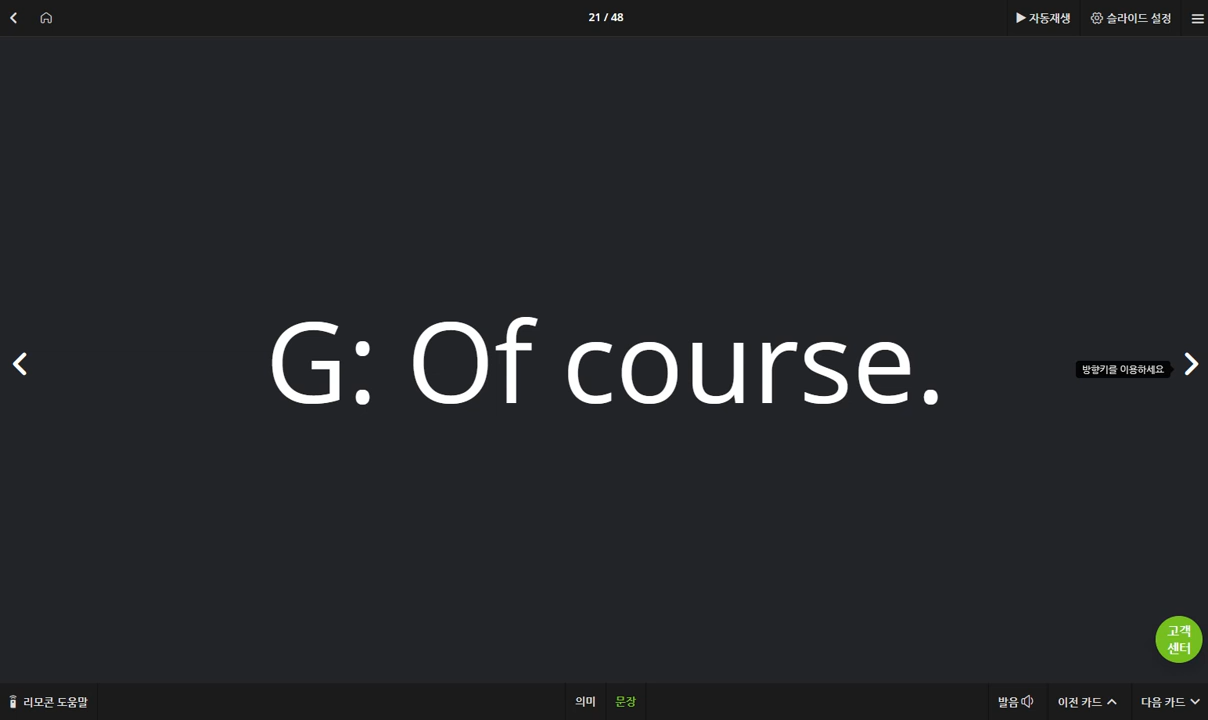 21 / 48
자동재생
슬라이드 설정
G: Of course.
방향키를 이용하세요
고객
센터
리모콘 도움말
의미
문장
발음
이전 카드
다음 카드